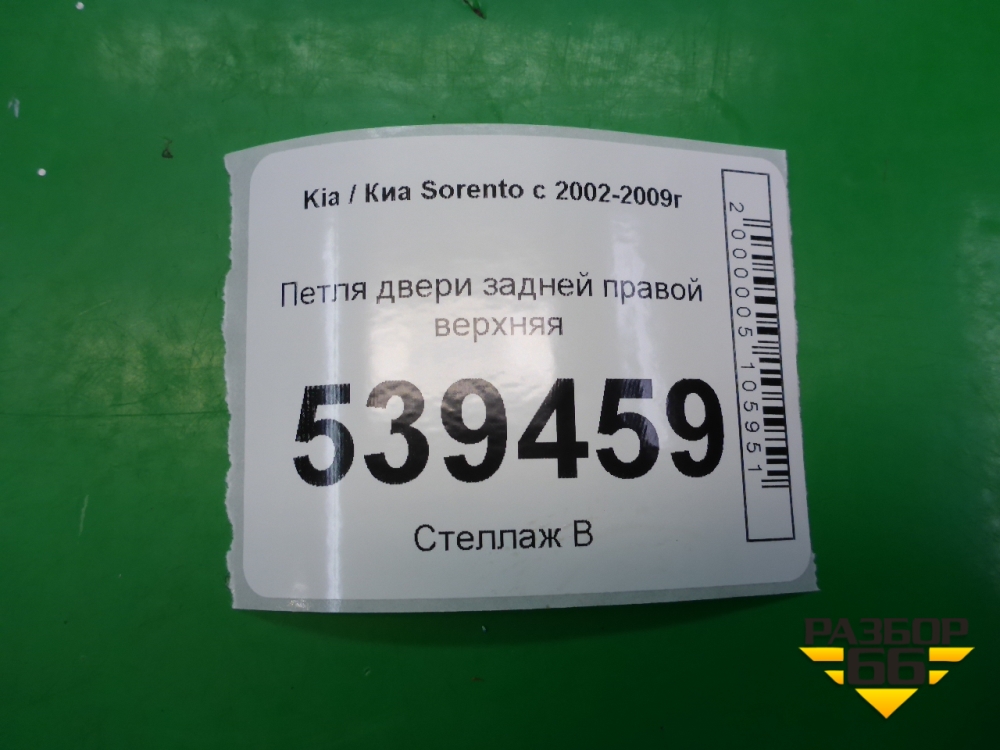 Kia / Киа Sorento с 2002-2009г
Петля двери задней правой
верхняя
539459
Стеллаж В
2000005105951
РАЗБОР
66